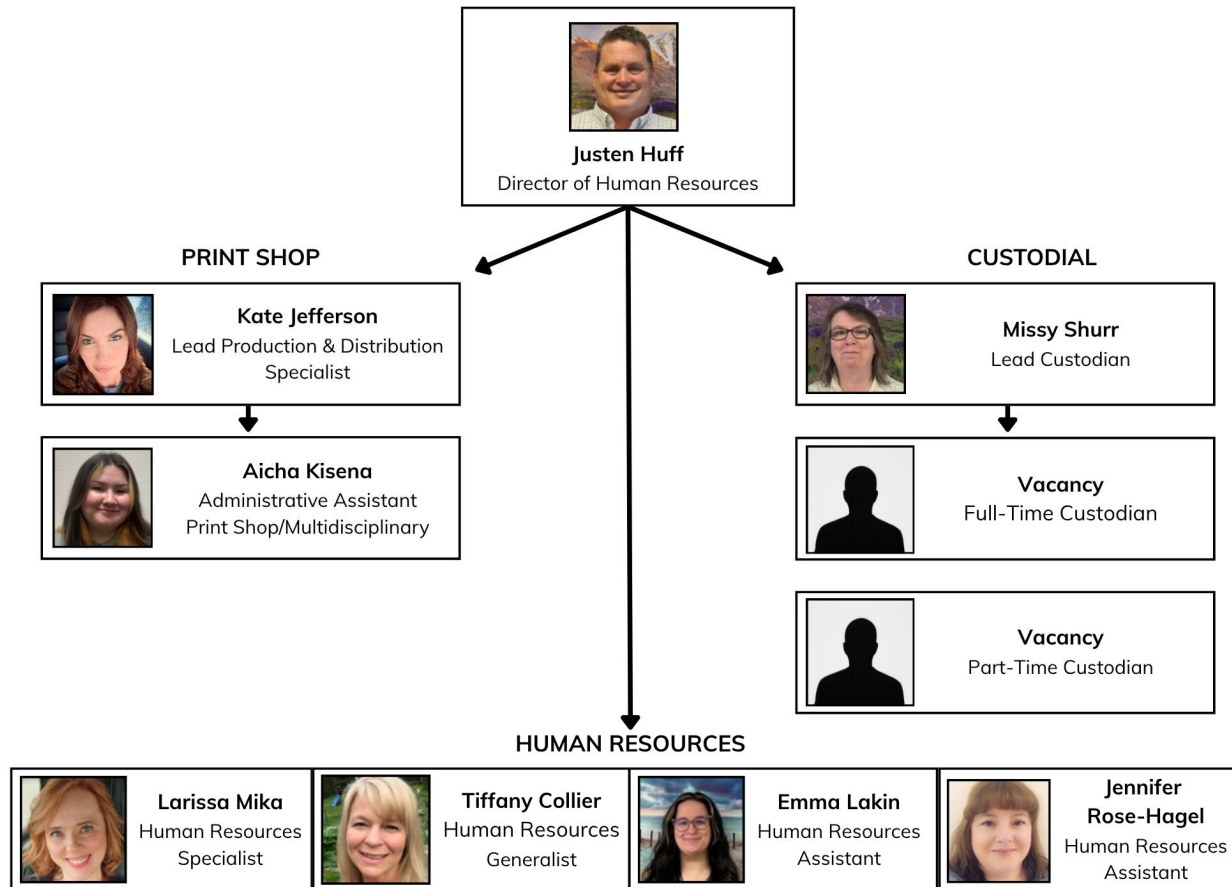 Justen Huff
Director of Human Resources
PRINT SHOP
Kate Jefferson
Lead Production & Distribution
Specialist
Aicha Kisena
Administrative Assistant
Print Shop/Multidisciplinary
CUSTODIAL
Missy Shurr
Lead Custodian
Vacancy
Full-Time Custodian
Vacancy
Part-Time Custodian
HUMAN RESOURCES
Larissa Mika
Human Resources
Specialist
Tiffany Collier
Human Resources
Generalist
Emma Lakin
Human Resources
Assistant
Jennifer
Rose-Hagel
Human Resources
Assistant